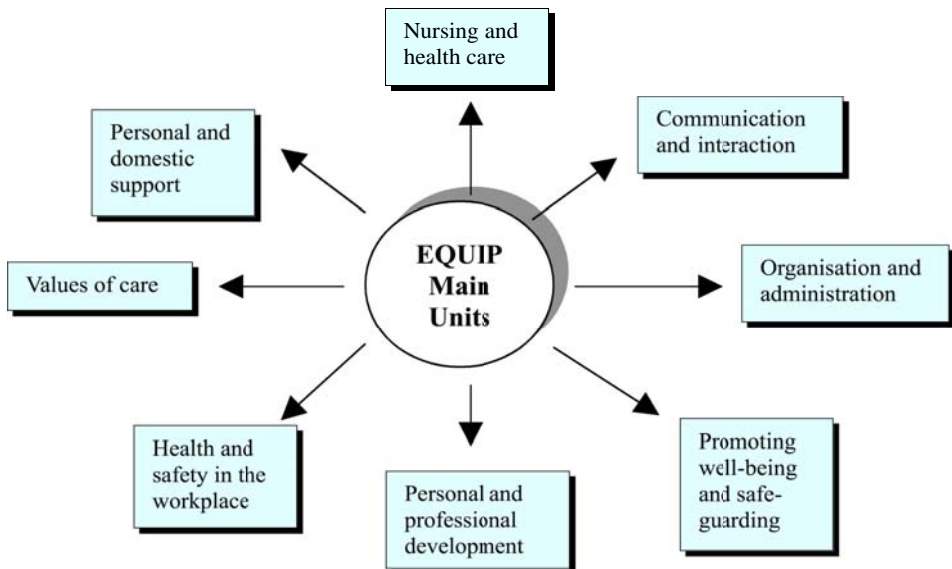 Nursing and
health care
Communication
and interaction
Personal and
domestic
support
EQUIP
Main
Units
Organisation and
administration
Values of care
Health and
safety in the
workplace
Personal and
professional
development
Promoting
well-being
and safe-
guarding